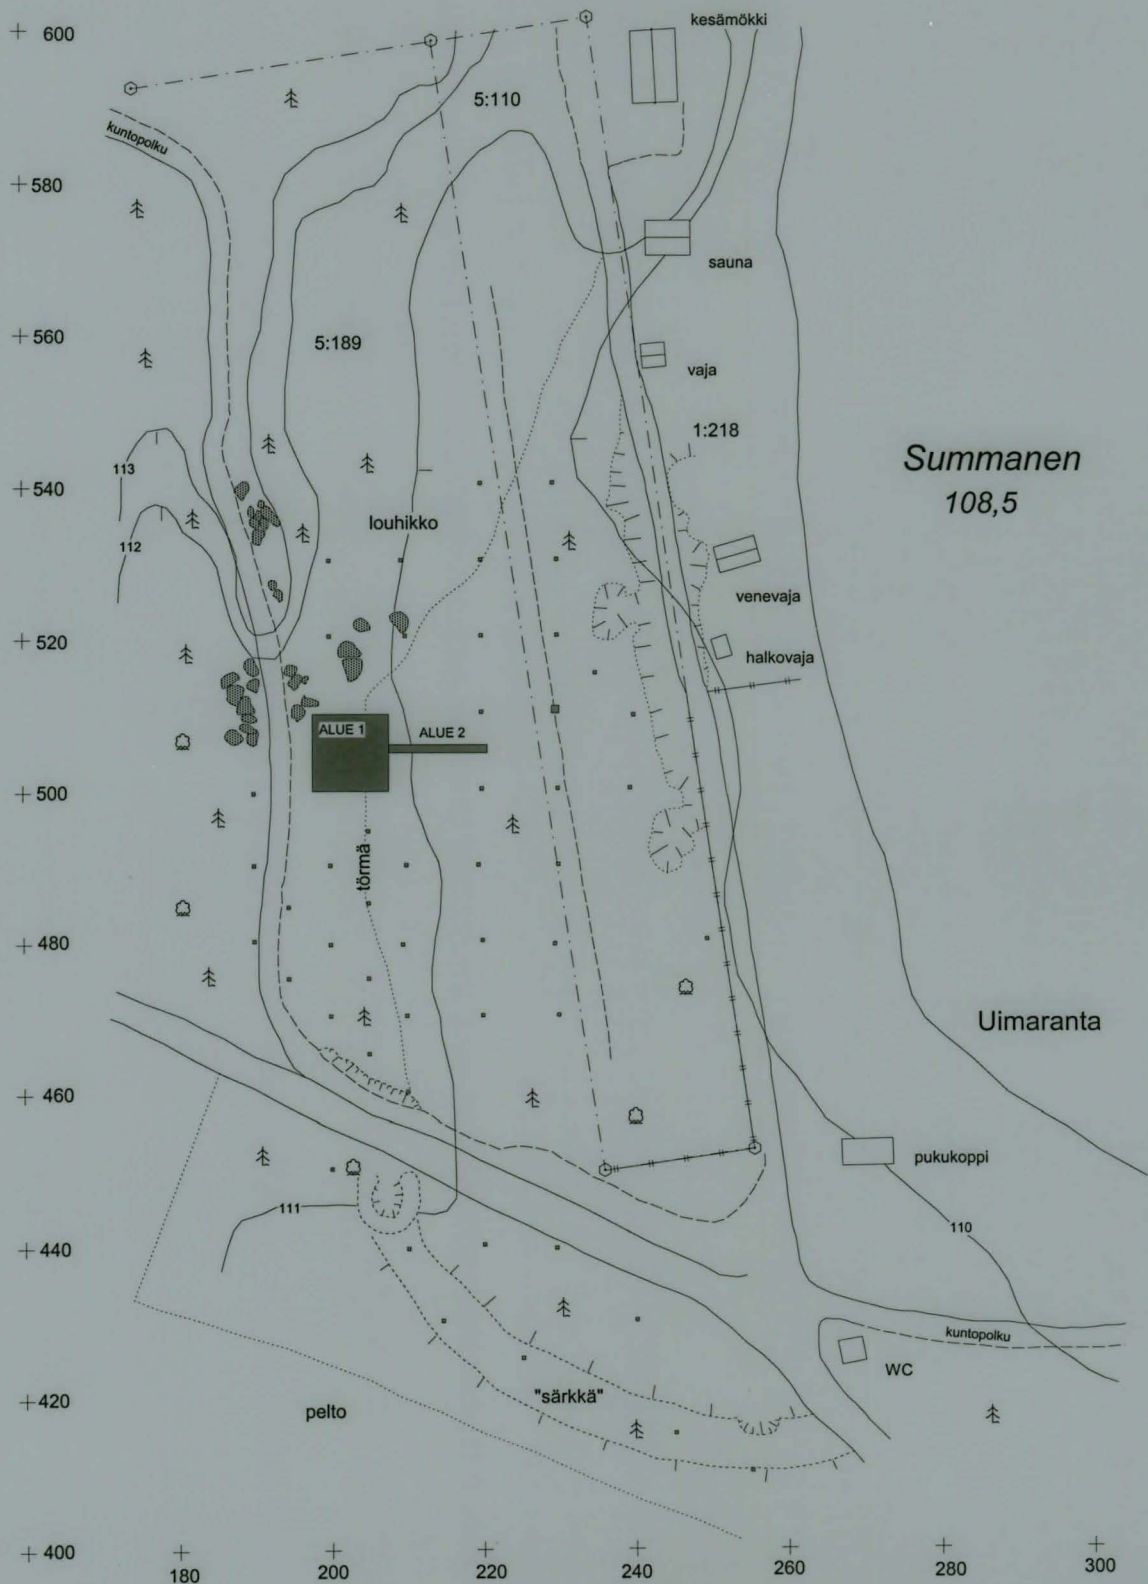 600
kesämökki
5:110
kuntopolku
580
sauna
560
5:189
vaja
1:218
Summanen
108,5
113
540
louhikko
112
venevaja
520
halkovaja
ALUE 1
ALUE 2
500
törmä
480
Uimaranta
460
pukukoppi
111
110
440
kuntopolku
WC
420
"särkkä"
pelto
400
180
200
220
240
260
280
300